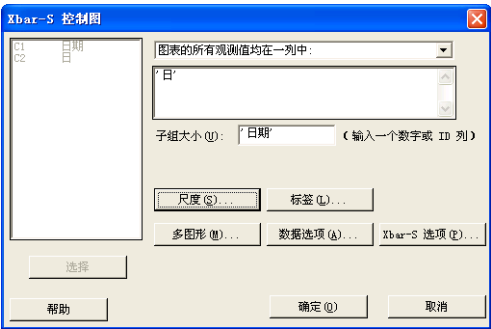 Xbar-S 控制图
C1 日期
C2 日
图表的所有观测值均在一列中:
'日'
子组大小(U): '日期' (输入一个数字或 ID 列)
尺度(S)... 标签(L)...
多图形(M)... 数据选项(A)... Xbar-S 选项(P)...
选择
帮助 确定(O) 取消